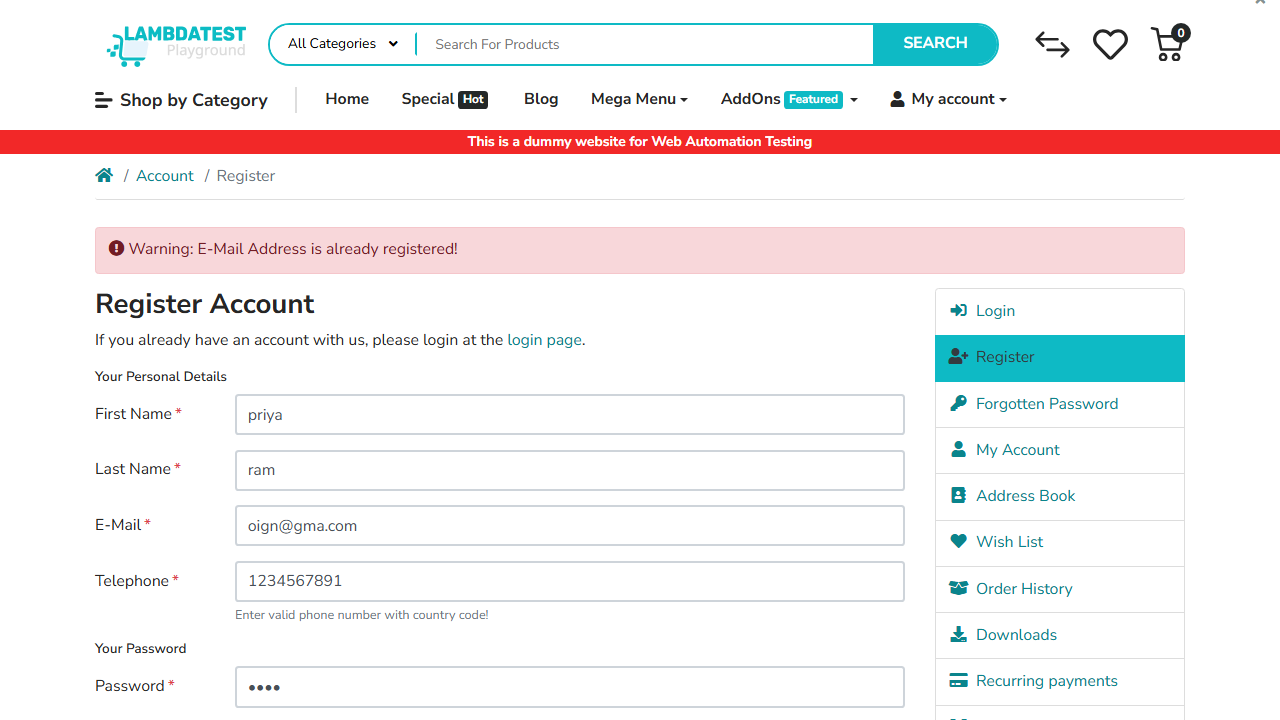 LAMBDATEST
Playground
All Categories
Search For Products
SEARCH
0
Shop by Category
Home
Special Hot
Blog
Mega Menu
AddOns Featured
My account
This is a dummy website for Web Automation Testing
/ Account / Register
Warning: E-Mail Address is already registered!
Register Account
If you already have an account with us, please login at the login page.
Your Personal Details
First Name *
priya
Last Name *
ram
E-Mail *
oign@gma.com
Telephone *
1234567891
Enter valid phone number with country code!
Your Password
Password *
••••
Login
Register
Forgotten Password
My Account
Address Book
Wish List
Order History
Downloads
Recurring payments